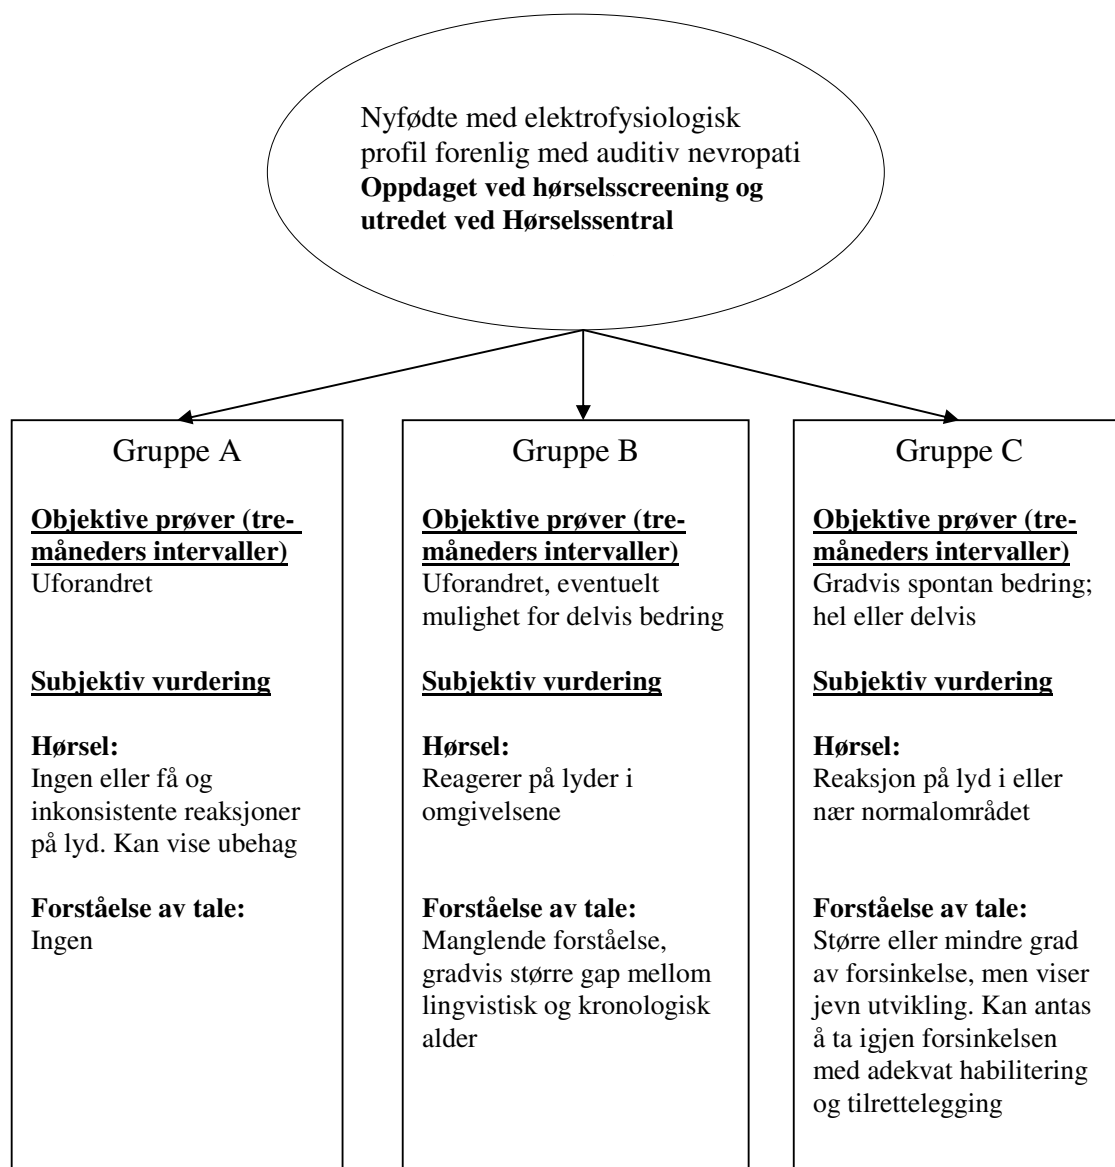 Nyfødte med elektrofysiologisk
profil forenlig med auditiv nevropati
Oppdaget ved hørselsscreening og
utredet ved Hørselssentral
Gruppe A
Objektive prøver (tre-
måneders intervaller)
Uforandret
Subjektiv vurdering
Hørsel:
Ingen eller få og
inkonsistente reaksjoner
på lyd. Kan vise ubehag
Forståelse av tale:
Ingen
Gruppe B
Objektive prøver (tre-
måneders intervaller)
Uforandret, eventuelt
mulighet for delvis bedring
Subjektiv vurdering
Hørsel:
Reagerer på lyder i
omgivelsene
Forståelse av tale:
Manglende forståelse,
gradvis større gap mellom
lingvistisk og kronologisk
alder
Gruppe C
Objektive prøver (tre-
måneders intervaller)
Gradvis spontan bedring;
hel eller delvis
Subjektiv vurdering
Hørsel:
Reaksjon på lyd i eller
nær normalområdet
Forståelse av tale:
Større eller mindre grad
av forsinkelse, men viser
jevn utvikling. Kan antas
å ta igjen forsinkelsen
med adekvat habilitering
og tilrettelegging